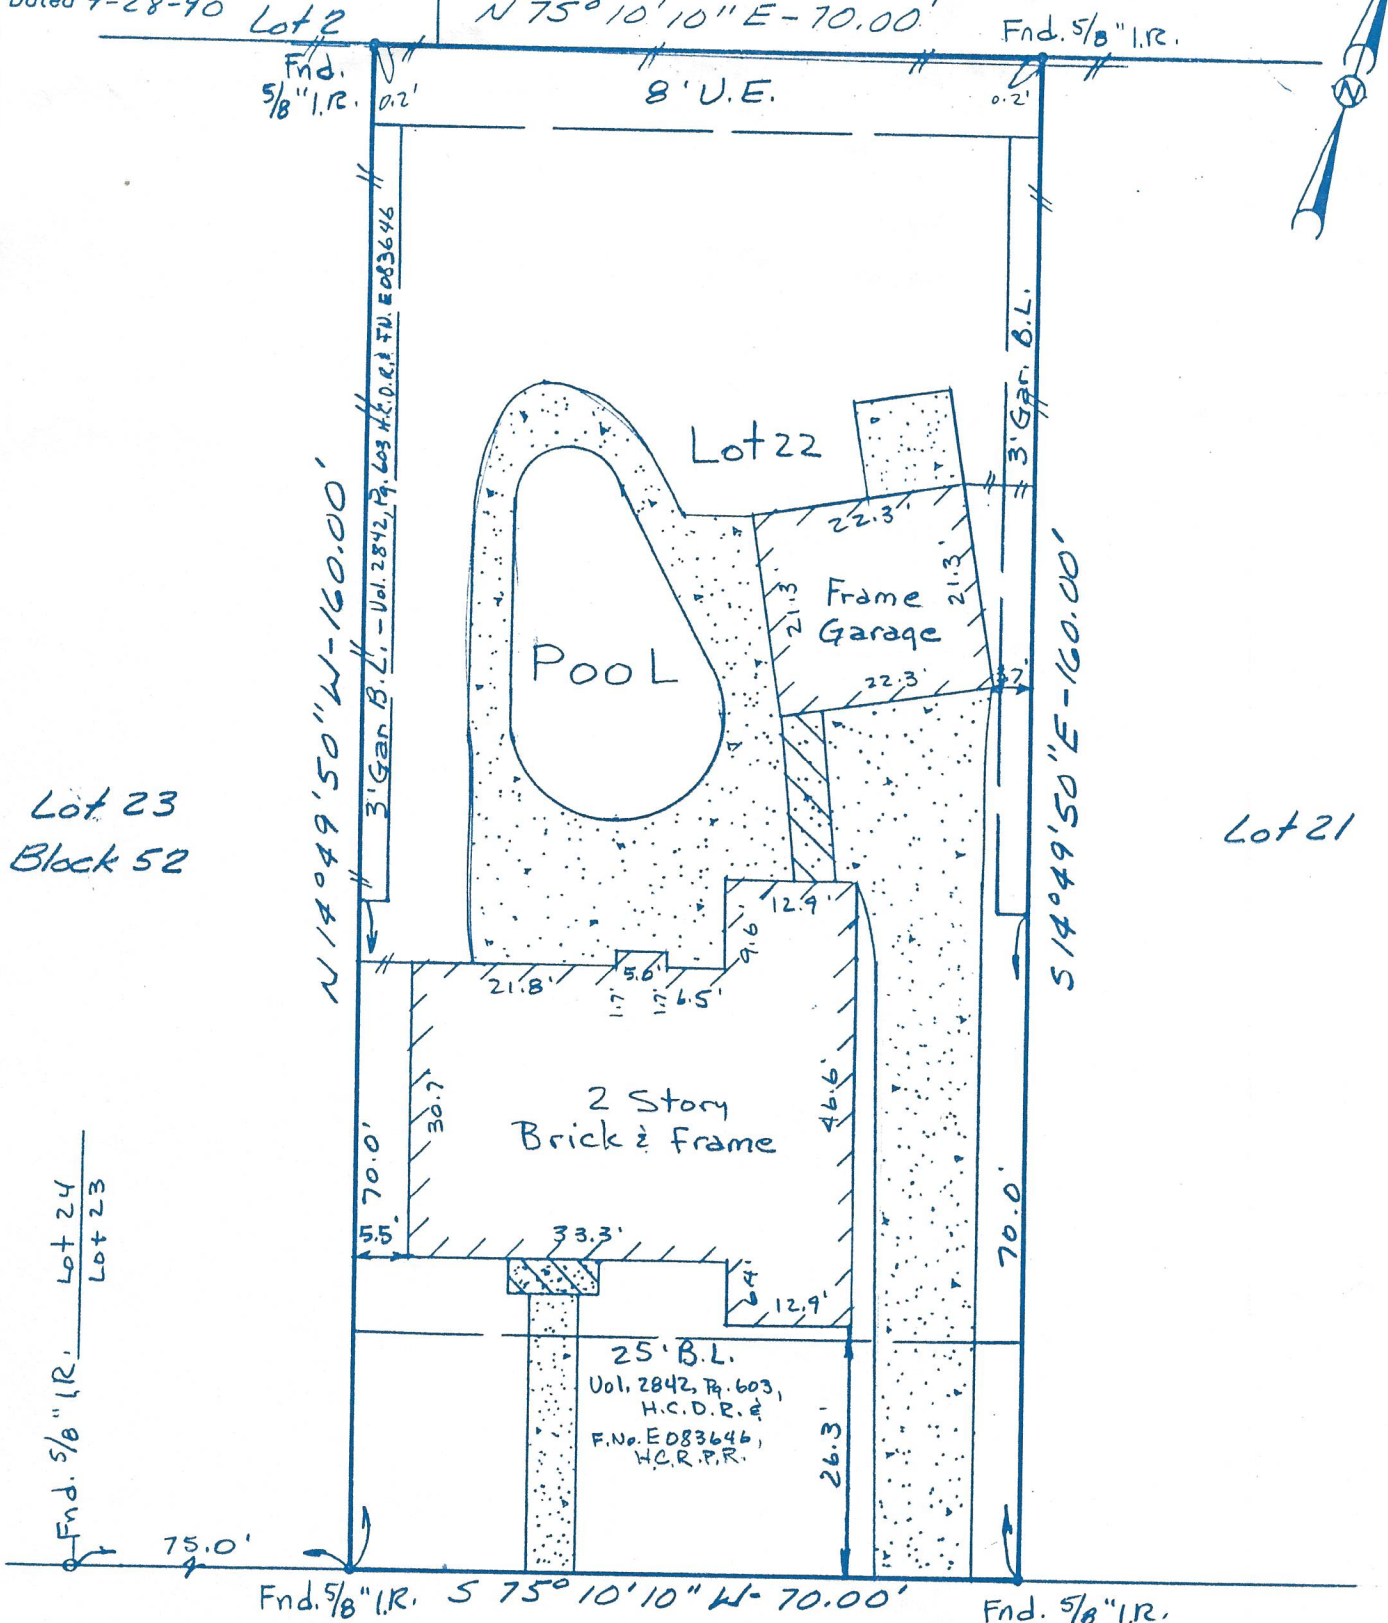 Dated 9-28-90
Lot 2
N 75° 10' 10" E - 70.00'
Fnd. 5/8" I.R.
Fnd.
5/8" I.R.
0.2'
8' U.E.
0.2'
N
3' Gar. B.L. - Vol. 2842, Pg. 603 H.C.D.R. & F.N. E083646
3' Gar. B.L.
Lot 22
22.3'
21.3
Frame
Garage
21.3'
22.3'
3.7'
Pool
N 14° 49' 50" W - 160.00'
S 14° 49' 50" E - 160.00'
Lot 23
Block 52
Lot 21
12.9'
9.6'
21.8'
5.6'
1.7
1.7
6.5'
30.7
2 Story
Brick & Frame
46.6'
70.0'
5.5'
33.3'
6.4'
12.9'
70.0'
Lot 24
Lot 23
Fnd. 5/8" I.R.
25' B.L.
Vol. 2842, Pg. 603,
H.C.D.R. &
F.No. E083646,
H.C.R.P.R.
26.3'
75.0'
Fnd. 5/8" I.R.
S 75° 10' 10" W - 70.00'
Fnd. 5/8" I.R.